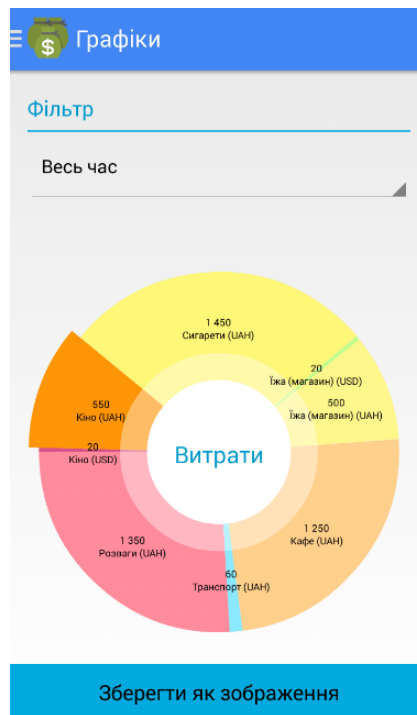 $ Графіки
Фільтр
Весь час
1 450
Сигарети (UAH)
20
Їжа (магазин) (USD)
500
Їжа (магазин) (UAH)
550
Кіно (UAH)
20
Кіно (USD)
Витрати
1 350
Розваги (UAH)
1 250
Кафе (UAH)
60
Транспорт (UAH)
Зберегти як зображення